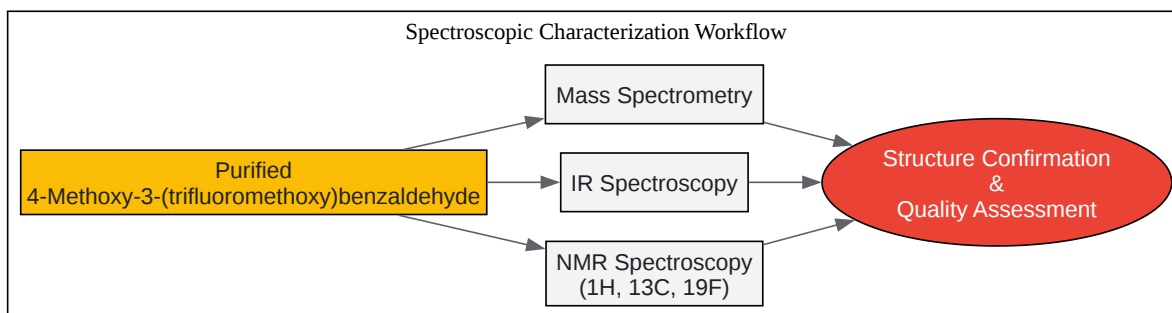 Spectroscopic Characterization Workflow
Mass Spectrometry
Purified
4-Methoxy-3-(trifluoromethoxy)benzaldehyde
IR Spectroscopy
NMR Spectroscopy
(1H, 13C, 19F)
Structure Confirmation
&
Quality Assessment